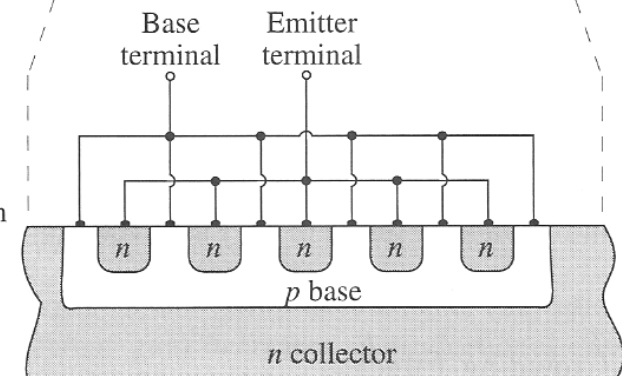 Base Emitter
terminal terminal
n n n n n
p base
n collector